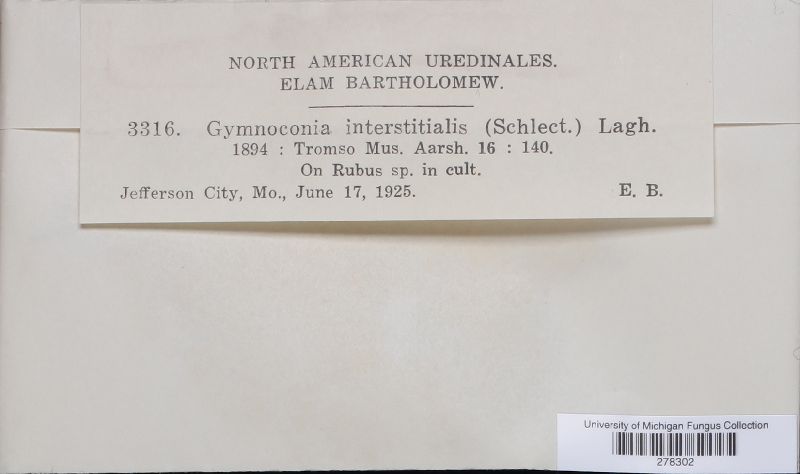 NORTH AMERICAN UREDINALES.
ELAM BARTHOLOMEW.
3316. Gymnoconia interstitialis (Schlect.) Lagh.
1894 : Tromso Mus. Aarsh. 16 : 140.
On Rubus sp. in cult.
Jefferson City, Mo., June 17, 1925. E. B.
University of Michigan Fungus Collection
278302